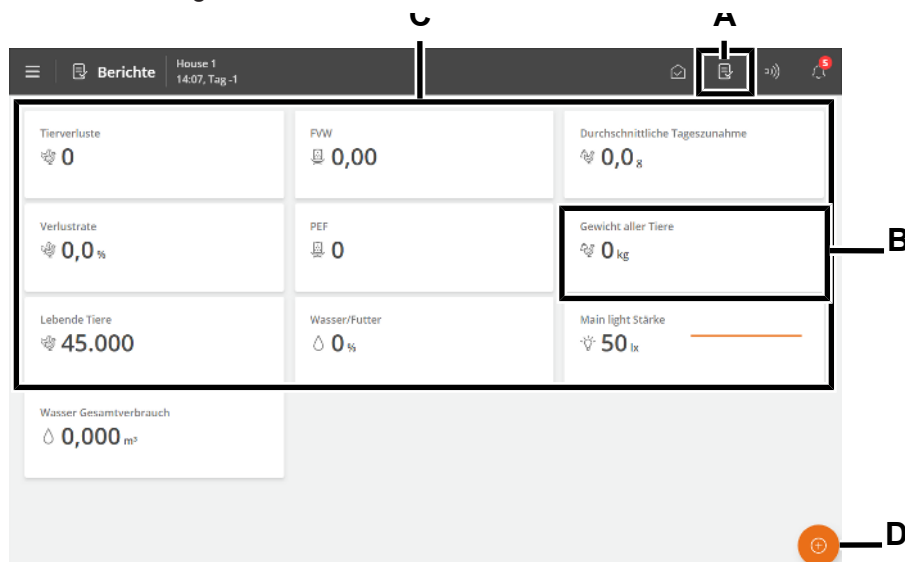 C A
Berichte
House 1
14:07, Tag -1
5
Tierverluste
0
FVW
0,00
Durchschnittliche Tageszunahme
0,0 g
Verlustrate
0,0 %
PEF
0
Gewicht aller Tiere
0 kg
B
Lebende Tiere
45.000
Wasser/Futter
0 %
Main light Stärke
50 lx
Wasser Gesamtverbrauch
0,000 m³
D